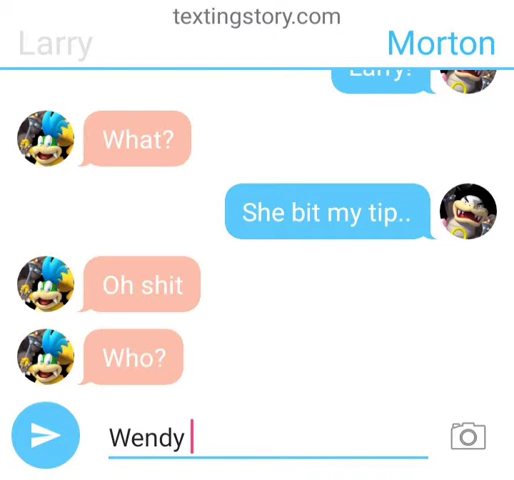 textingstory.com
Larry
Morton
Larry?
What?
She bit my tip..
Oh shit
Who?
Wendy